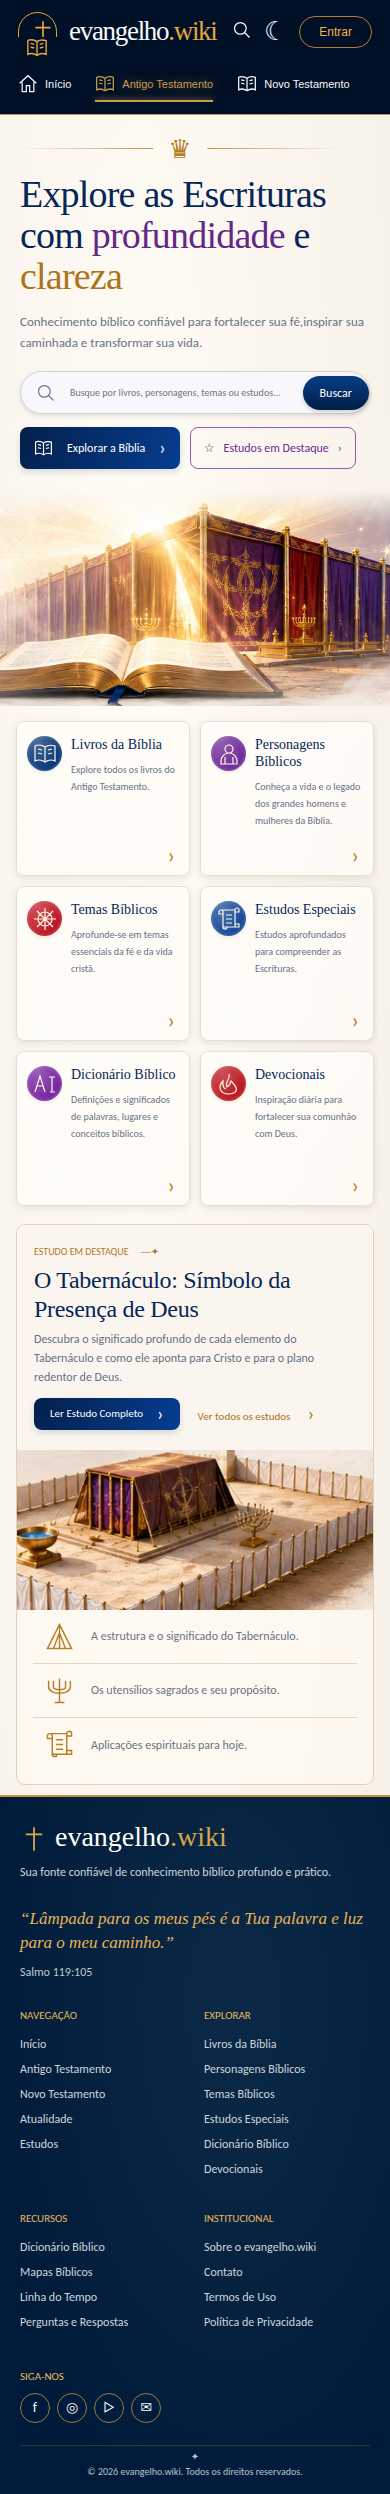 evangelho.wiki
Entrar
Início
Antigo Testamento
Novo Testamento
Explore as Escrituras
com profundidade e
clareza
Conhecimento bíblico confiável para fortalecer sua fé,inspirar sua
caminhada e transformar sua vida.
Busque por livros, personagens, temas ou estudos...
Buscar
Explorar a Bíblia ›
☆ Estudos em Destaque ›
Livros da Bíblia
Explore todos os livros do
Antigo Testamento.
›
Personagens
Bíblicos
Conheça a vida e o legado
dos grandes homens e
mulheres da Bíblia.
›
Temas Bíblicos
Aprofunde-se em temas
essenciais da fé e da vida
cristã.
›
Estudos Especiais
Estudos aprofundados
para compreender as
Escrituras.
›
Dicionário Bíblico
Definições e significados
de palavras, lugares e
conceitos bíblicos.
›
Devocionais
Inspiração diária para
fortalecer sua comunhão
com Deus.
›
ESTUDO EM DESTAQUE —✦
O Tabernáculo: Símbolo da
Presença de Deus
Descubra o significado profundo de cada elemento do
Tabernáculo e como ele aponta para Cristo e para o plano
redentor de Deus.
Ler Estudo Completo ›
Ver todos os estudos ›
A estrutura e o significado do Tabernáculo.
Os utensílios sagrados e seu propósito.
Aplicações espirituais para hoje.
evangelho.wiki
Sua fonte confiável de conhecimento bíblico profundo e prático.
“Lâmpada para os meus pés é a Tua palavra e luz
para o meu caminho.”
Salmo 119:105
NAVEGAÇÃO
Início
Antigo Testamento
Novo Testamento
Atualidade
Estudos
EXPLORAR
Livros da Bíblia
Personagens Bíblicos
Temas Bíblicos
Estudos Especiais
Dicionário Bíblico
Devocionais
RECURSOS
Dicionário Bíblico
Mapas Bíblicos
Linha do Tempo
Perguntas e Respostas
INSTITUCIONAL
Sobre o evangelho.wiki
Contato
Termos de Uso
Política de Privacidade
SIGA-NOS
f ◎ ▷ ✉
✦
© 2026 evangelho.wiki. Todos os direitos reservados.